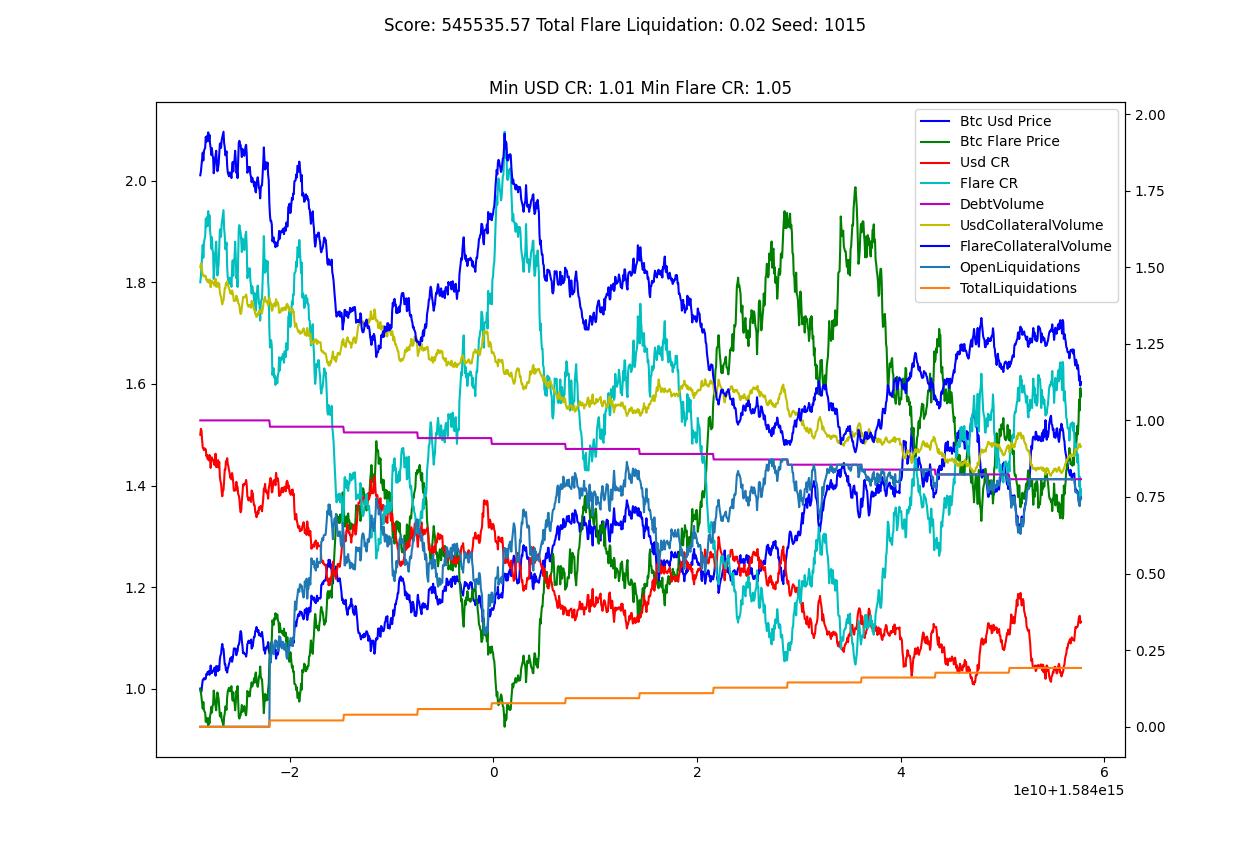 Score: 545535.57 Total Flare Liquidation: 0.02 Seed: 1015
Min USD CR: 1.01 Min Flare CR: 1.05
Btc Usd Price
Btc Flare Price
Usd CR
Flare CR
DebtVolume
UsdCollateralVolume
FlareCollateralVolume
OpenLiquidations
TotalLiquidations
2.0
1.8
1.6
1.4
1.2
1.0
2.00
1.75
1.50
1.25
1.00
0.75
0.50
0.25
0.00
−2
0
2
4
6
1e10+1.584e15